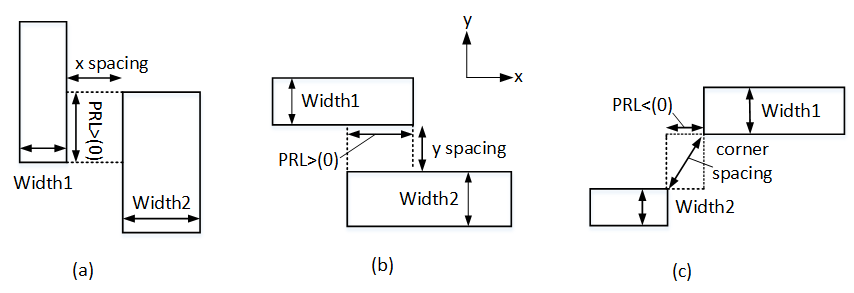 x spacing
PRL>(0)
Width1
Width2
(a)
y
x
Width1
PRL>(0)
y spacing
Width2
(b)
PRL<(0)
Width1
corner
spacing
Width2
(c)